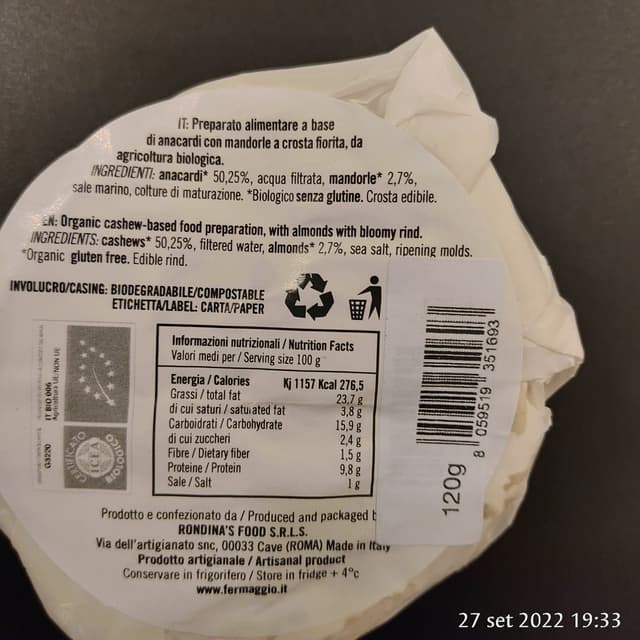 IT: Preparato alimentare a base
di anacardi con mandorle a crosta fiorita, da
agricoltura biologica.
INGREDIENTI: anacardi* 50,25%, acqua filtrata, mandorle* 2,7%,
sale marino, colture di maturazione. *Biologico senza glutine. Crosta edibile.
EN: Organic cashew-based food preparation, with almonds with bloomy rind.
INGREDIENTS: cashews* 50,25%, filtered water, almonds* 2,7%, sea salt, ripening molds.
*Organic gluten free. Edible rind.
INVOLUCRO/CASING: BIODEGRADABILE/COMPOSTABLE
ETICHETTA/LABEL: CARTA/PAPER
IT BIO 006
Agricoltura UE/NON UE
G3220
CERTIFICATO
ICEA
BIOLOGICO
Informazioni nutrizionali / Nutrition Facts
Valori medi per / Serving size 100 g
Energia / Calories Kj 1157 Kcal 276,5
Grassi / total fat 23,7 g
di cui saturi / saturated fat 3,8 g
Carboidrati / Carbohydrate 15,9 g
di cui zuccheri 2,4 g
Fibre / Dietary fiber 1,5 g
Proteine / Protein 9,8 g
Sale / Salt 1 g
8 059519 351693
120g
Prodotto e confezionato da / Produced and packaged b
RONDINA'S FOOD S.R.L.S.
Via dell'artigianato snc, 00033 Cave (ROMA) Made in Italy
Prodotto artigianale / Artisanal product
Conservare in frigorifero / Store in fridge + 4°c
www.fermaggio.it
27 set 2022 19:33